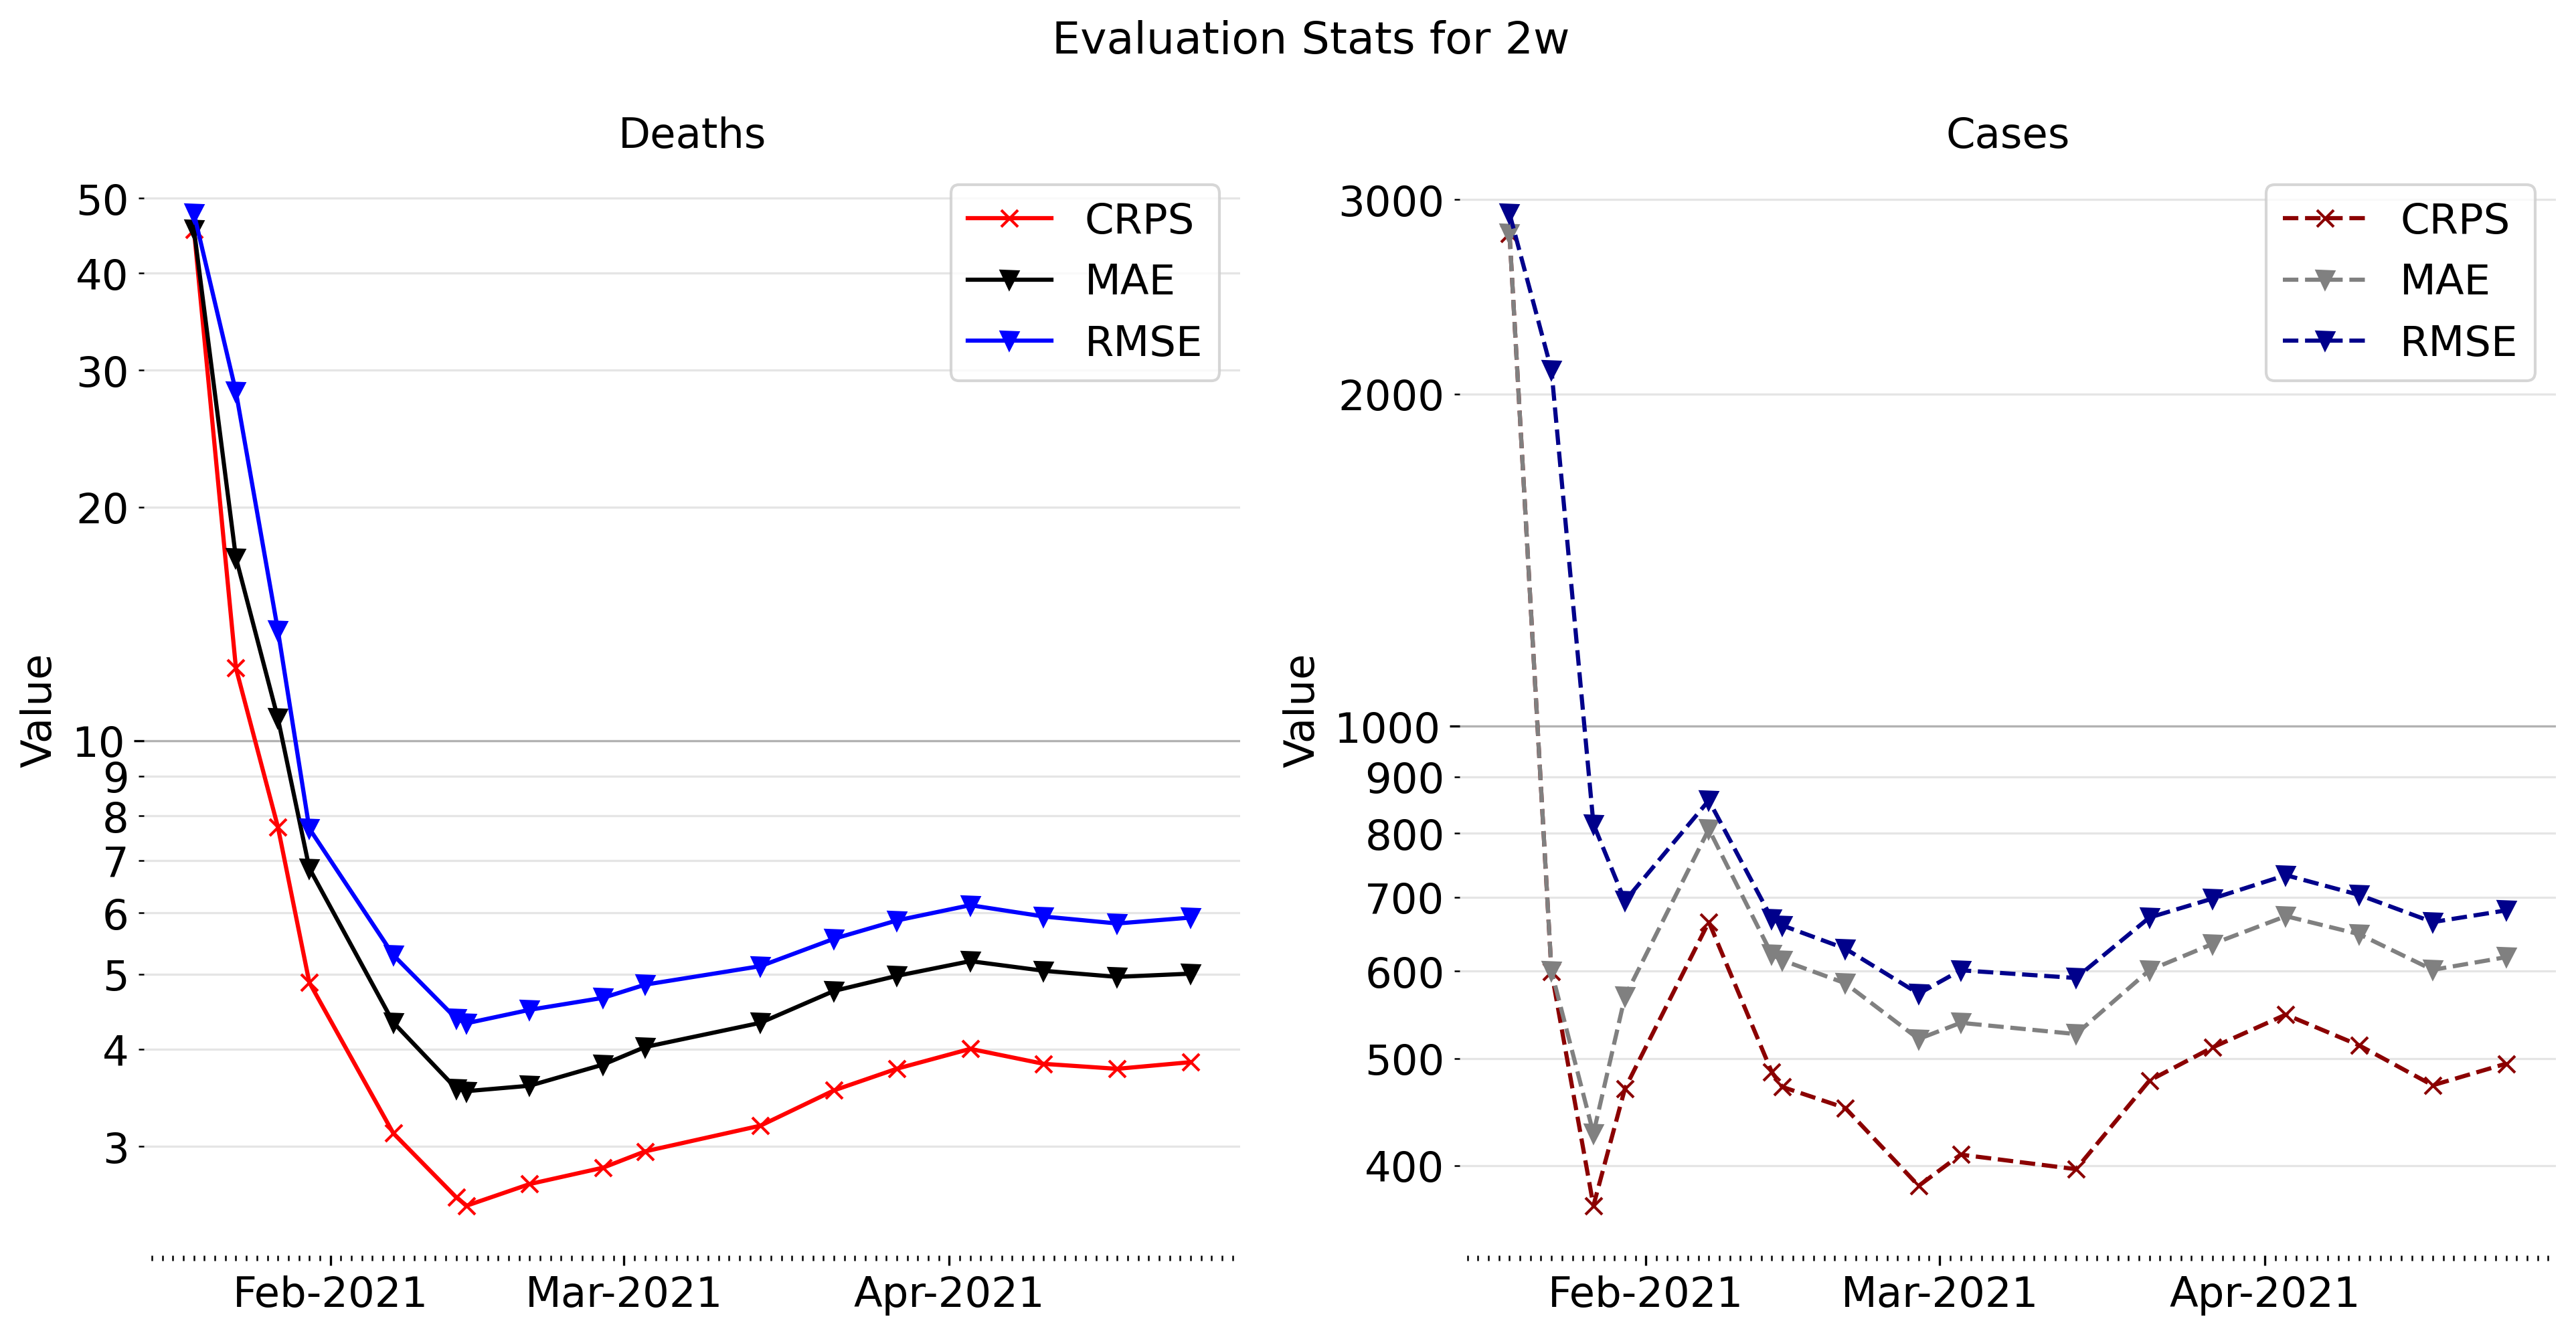 Evaluation Stats for 2w
Deaths
50
40
30
20
10
9
8
7
6
5
4
3
Value
CRPS
MAE
RMSE
Feb-2021
Mar-2021
Apr-2021
Cases
3000
2000
1000
900
800
700
600
500
400
Value
CRPS
MAE
RMSE
Feb-2021
Mar-2021
Apr-2021